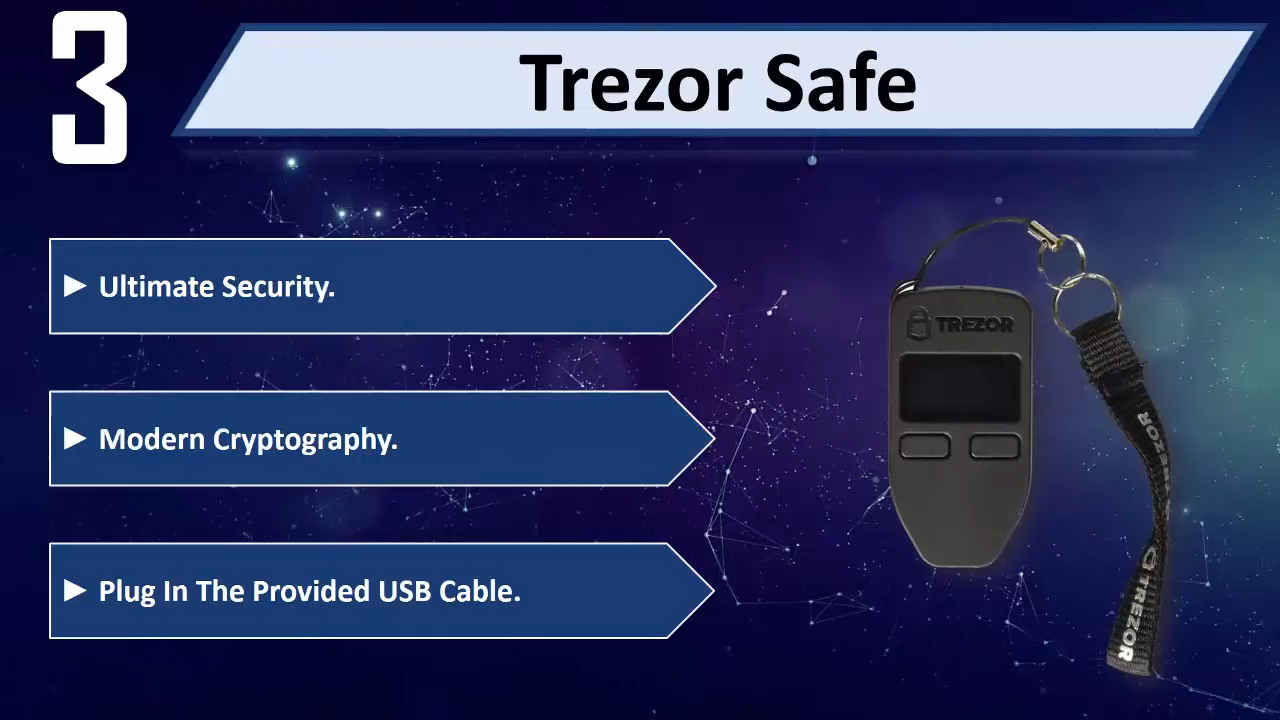 3
Trezor Safe
► Ultimate Security.
► Modern Cryptography.
► Plug In The Provided USB Cable.
TREZOR
TREZOR
TREZOR